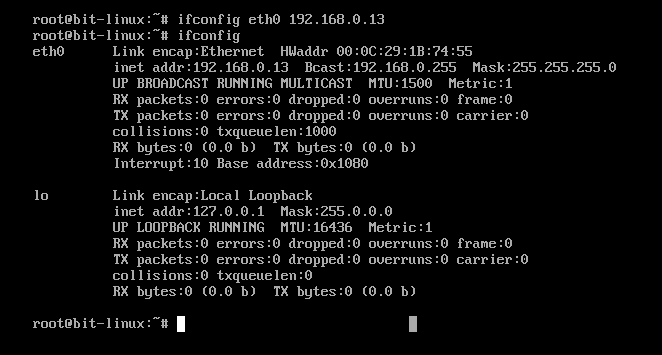 root@bit-linux:~# ifconfig eth0 192.168.0.13
root@bit-linux:~# ifconfig
eth0 Link encap:Ethernet HWaddr 00:0C:29:1B:74:55
inet addr:192.168.0.13 Bcast:192.168.0.255 Mask:255.255.255.0
UP BROADCAST RUNNING MULTICAST MTU:1500 Metric:1
RX packets:0 errors:0 dropped:0 overruns:0 frame:0
TX packets:0 errors:0 dropped:0 overruns:0 carrier:0
collisions:0 txqueuelen:1000
RX bytes:0 (0.0 b) TX bytes:0 (0.0 b)
Interrupt:10 Base address:0x1080
lo Link encap:Local Loopback
inet addr:127.0.0.1 Mask:255.0.0.0
UP LOOPBACK RUNNING MTU:16436 Metric:1
RX packets:0 errors:0 dropped:0 overruns:0 frame:0
TX packets:0 errors:0 dropped:0 overruns:0 carrier:0
collisions:0 txqueuelen:0
RX bytes:0 (0.0 b) TX bytes:0 (0.0 b)
root@bit-linux:~#